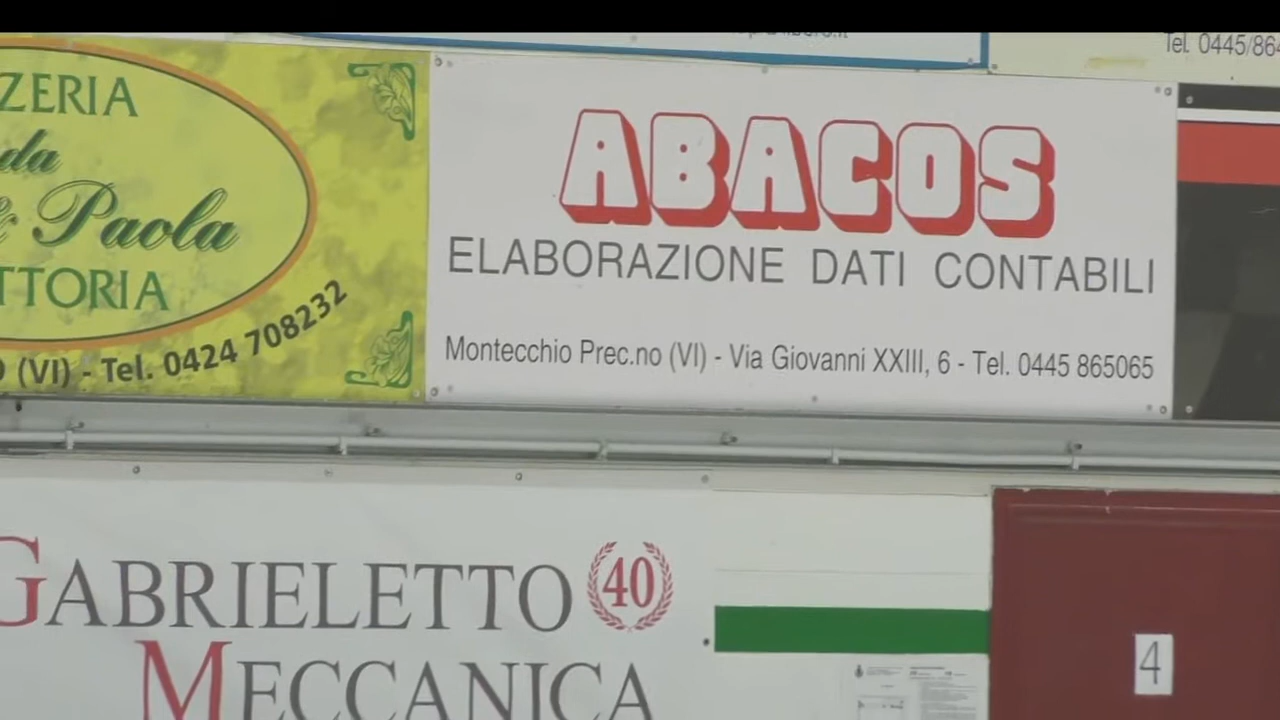 Tel. 0445/864
ZERIA
da
& Paola
TTORIA
(VI) - Tel. 0424 708232
ABACOS
ELABORAZIONE DATI CONTABILI
Montecchio Prec.no (VI) - Via Giovanni XXIII, 6 - Tel. 0445 865065
GABRIELETTO 40
MECCANICA
4